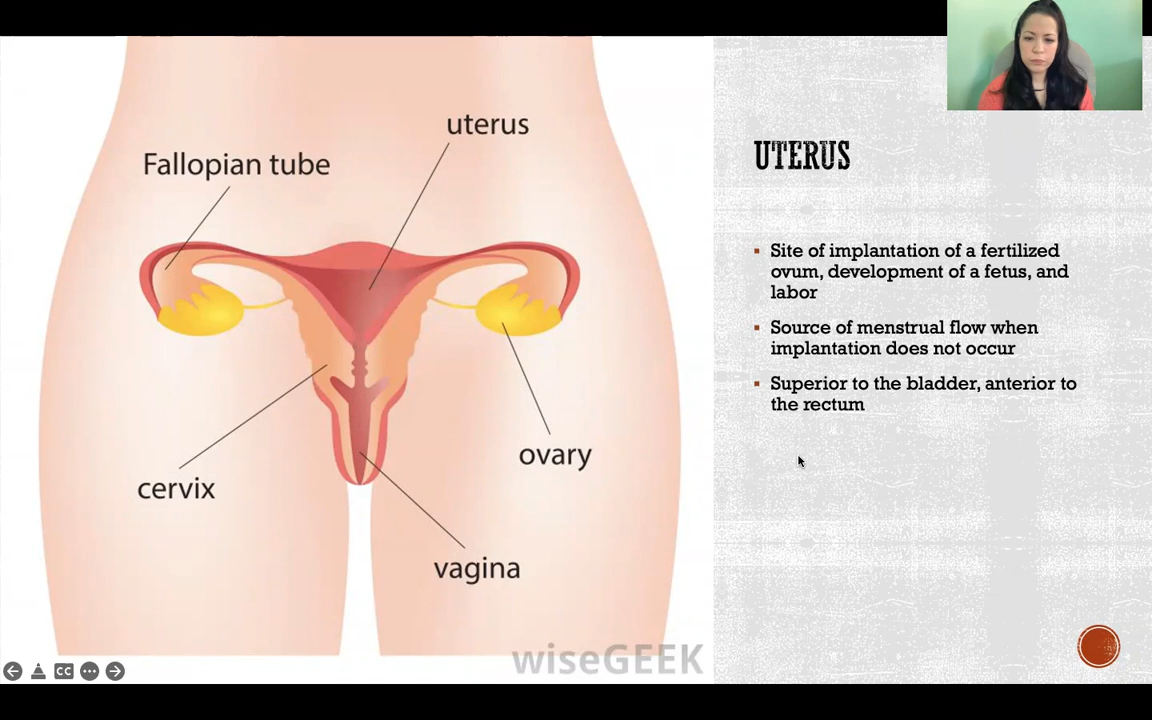 uterus
Fallopian tube
cervix
ovary
vagina
wiseGEEK
UTERUS
Site of implantation of a fertilized
ovum, development of a fetus, and
labor
Source of menstrual flow when
implantation does not occur
Superior to the bladder, anterior to
the rectum
CC